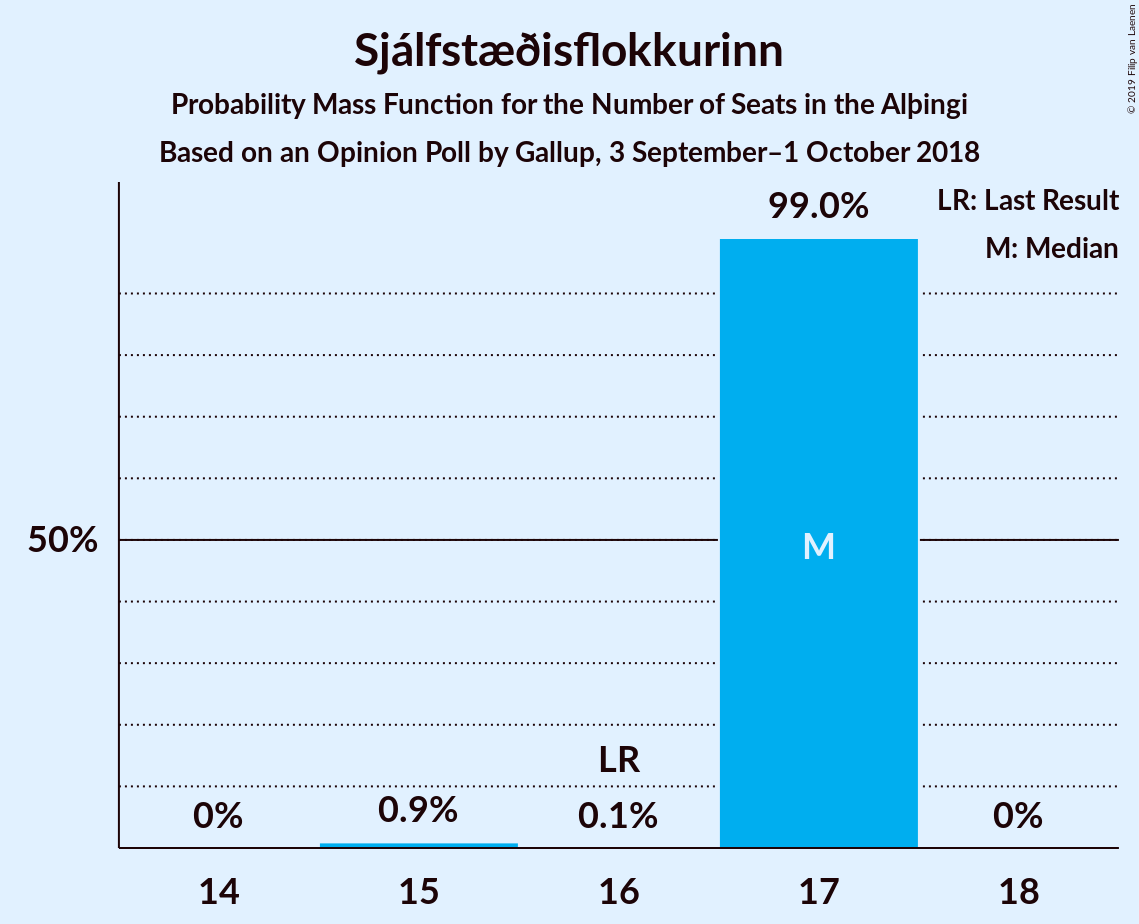 Sjálfstæðisflokkurinn
Probability Mass Function for the Number of Seats in the Alþingi
Based on an Opinion Poll by Gallup, 3 September–1 October 2018
© 2019 Filip van Laenen
LR: Last Result
M: Median
99.0%
50%
M
LR
0%
0.9%
0.1%
0%
14
15
16
17
18